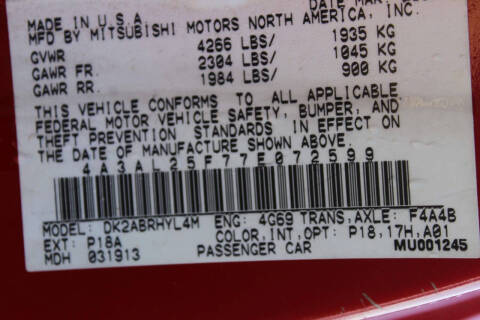 DATE MAR.
MADE IN U.S.A.
MFD BY MITSUBISHI MOTORS NORTH AMERICA, INC.
GVWR 4266 LBS/ 1935 KG
GAWR FR. 2304 LBS/ 1045 KG
GAWR RR. 1984 LBS/ 900 KG
THIS VEHICLE CONFORMS TO ALL APPLICABLE
FEDERAL MOTOR VEHICLE SAFETY, BUMPER, AND
THEFT PREVENTION STANDARDS IN EFFECT ON
THE DATE OF MANUFACTURE SHOWN ABOVE.
4A3AL25F77E072599
MODEL: DK2ABRHYL4M ENG: 4G69 TRANS,AXLE: F4A4B
EXT: P18A COLOR,INT,OPT: P18,17H,A01
MDH 031913 PASSENGER CAR MU001245